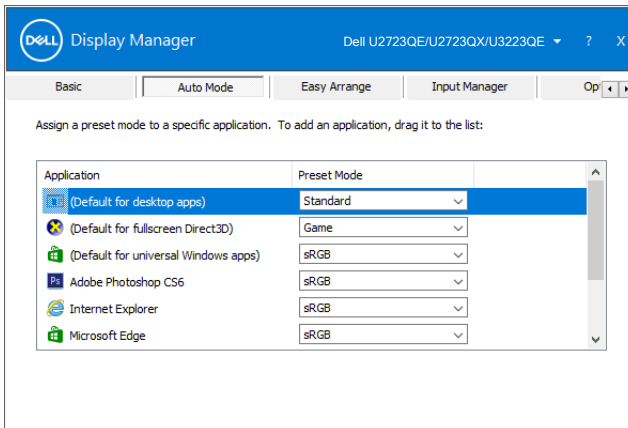 DELL Display Manager Dell U2723QE/U2723QX/U3223QE ? X
Basic Auto Mode Easy Arrange Input Manager Op
Assign a preset mode to a specific application. To add an application, drag it to the list:
Application Preset Mode
(Default for desktop apps) Standard
(Default for fullscreen Direct3D) Game
(Default for universal Windows apps) sRGB
Ps Adobe Photoshop CS6 sRGB
Internet Explorer sRGB
Microsoft Edge sRGB